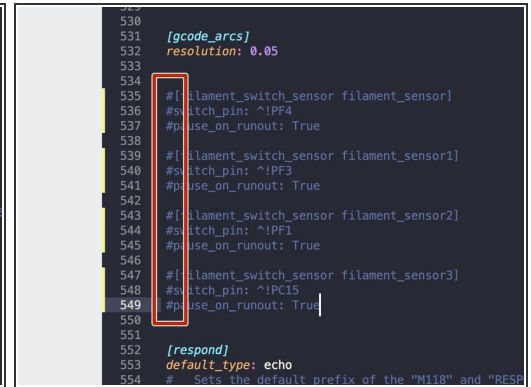 530
531 [gcode_arcs]
532 resolution: 0.05
533
534
535 #[filament_switch_sensor filament_sensor]
536 #switch_pin: ^!PF4
537 #pause_on_runout: True
538
539 #[filament_switch_sensor filament_sensor1]
540 #switch_pin: ^!PF3
541 #pause_on_runout: True
542
543 #[filament_switch_sensor filament_sensor2]
544 #switch_pin: ^!PF1
545 #pause_on_runout: True
546
547 #[filament_switch_sensor filament_sensor3]
548 #switch_pin: ^!PC15
549 #pause_on_runout: True
550
551
552 [respond]
553 default_type: echo
554 # Sets the default prefix of the "M118" and "RESP